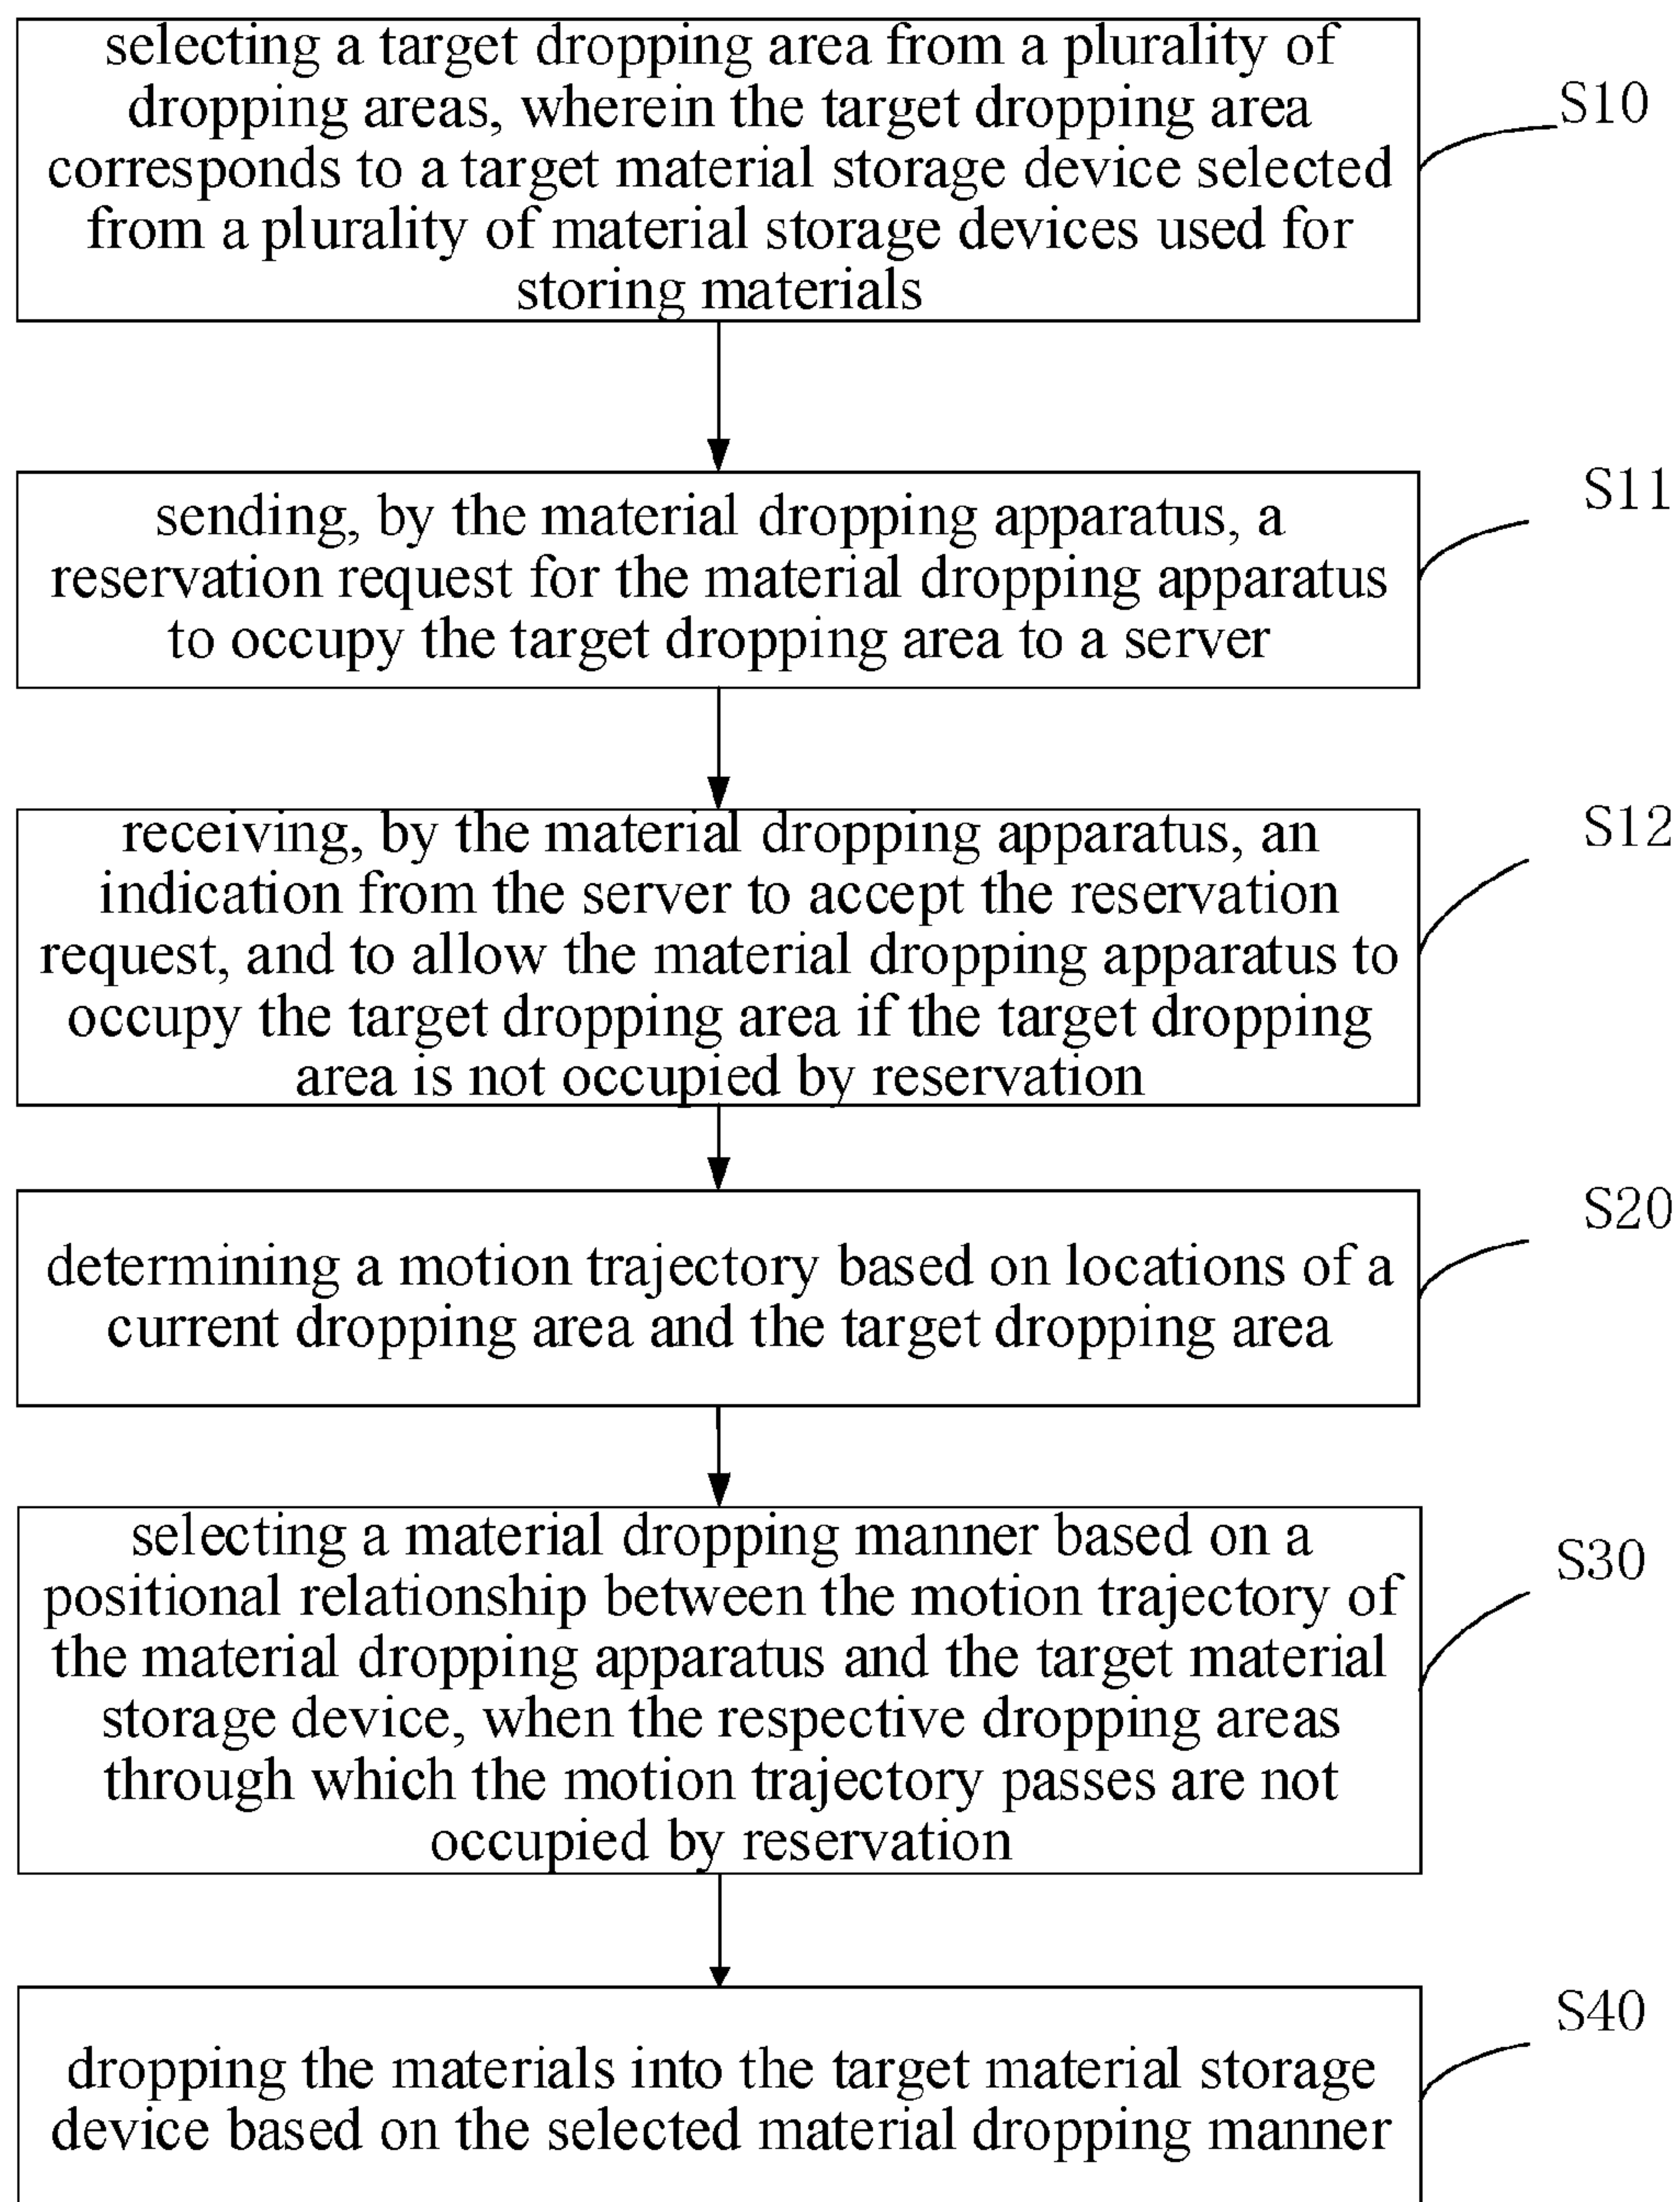 selecting a target dropping area from a plurality of
dropping areas, wherein the target dropping area
corresponds to a target material storage device selected
from a plurality of material storage devices used for
storing materials
S10
sending, by the material dropping apparatus, a
reservation request for the material dropping apparatus
to occupy the target dropping area to a server
S11
receiving, by the material dropping apparatus, an
indication from the server to accept the reservation
request, and to allow the material dropping apparatus to
occupy the target dropping area if the target dropping
area is not occupied by reservation
S12
determining a motion trajectory based on locations of a
current dropping area and the target dropping area
S20
selecting a material dropping manner based on a
positional relationship between the motion trajectory of
the material dropping apparatus and the target material
storage device, when the respective dropping areas
through which the motion trajectory passes are not
occupied by reservation
S30
dropping the materials into the target material storage
device based on the selected material dropping manner
S40